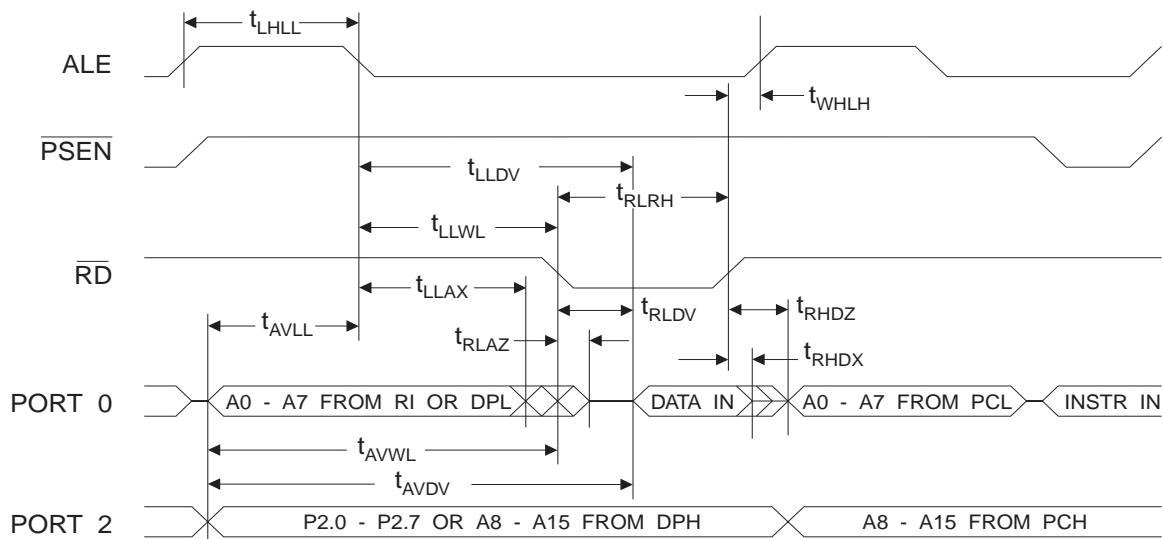 tLHLL
ALE
tWHLH
PSEN
tLLDV
tRLRH
tLLWL
RD
tLLAX
tRLDV
tRHDZ
tAVLL
tRLAZ
tRHDX
PORT 0
A0 - A7 FROM RI OR DPL
DATA IN
A0 - A7 FROM PCL
INSTR IN
tAVWL
tAVDV
PORT 2
P2.0 - P2.7 OR A8 - A15 FROM DPH
A8 - A15 FROM PCH